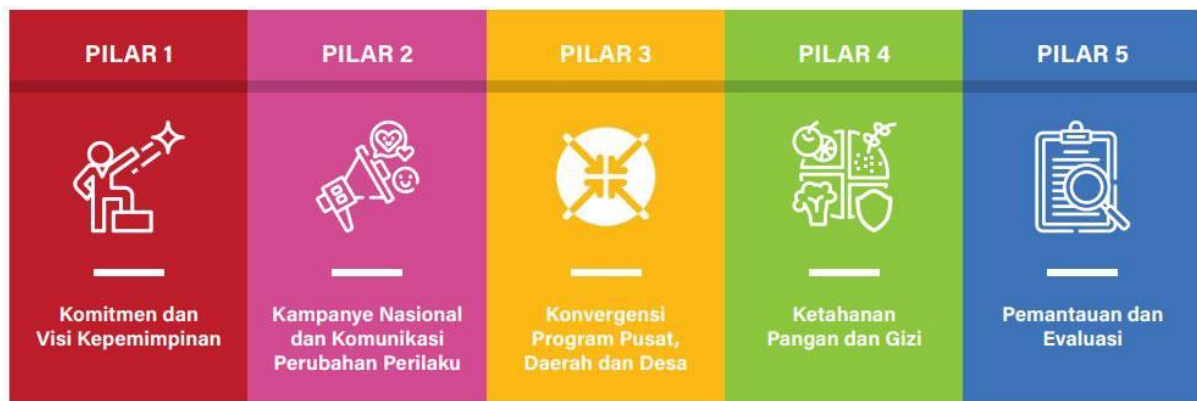 PILAR 1
Komitmen dan
Visi Kepemimpinan
PILAR 2
Kampanye Nasional
dan Komunikasi
Perubahan Perilaku
PILAR 3
Konvergensi
Program Pusat,
Daerah dan Desa
PILAR 4
Ketahanan
Pangan dan Gizi
PILAR 5
Pemantauan dan
Evaluasi